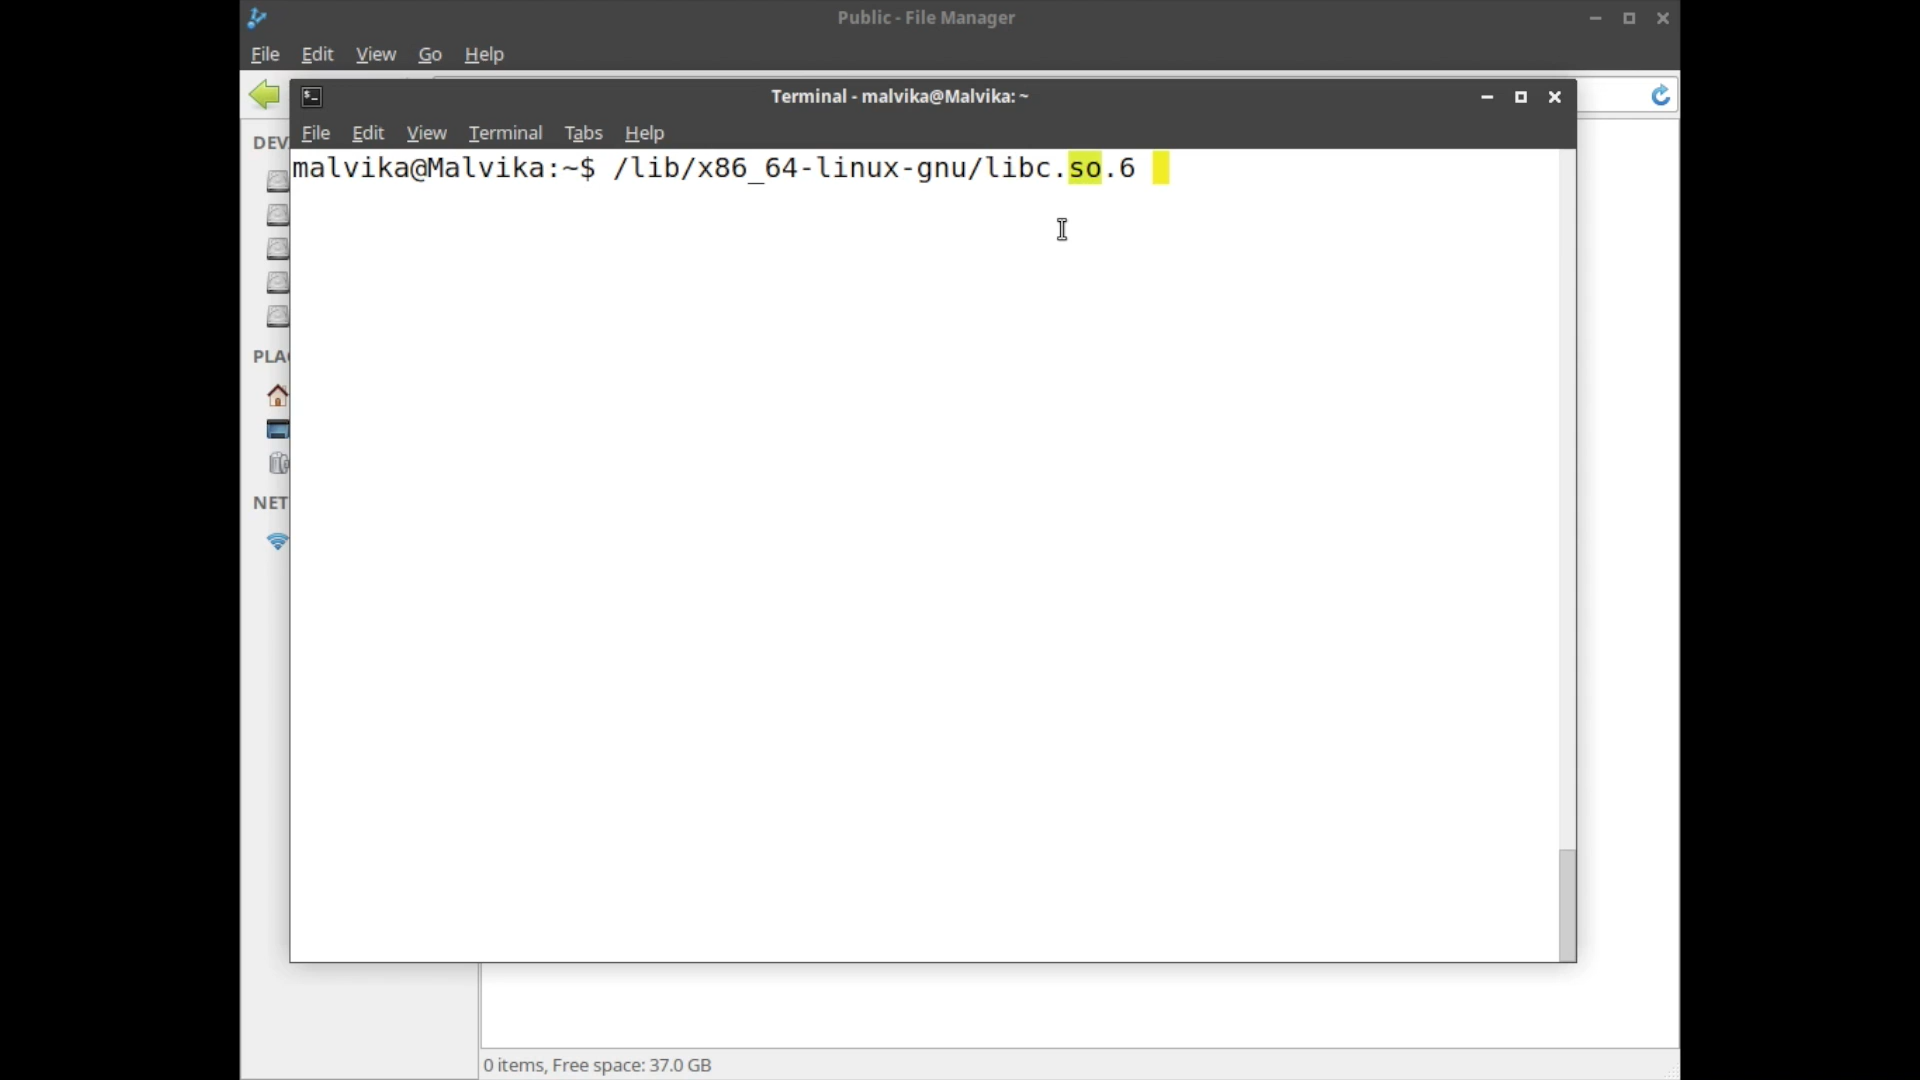 Public - File Manager
File Edit View Go Help
Terminal - malvika@Malvika: ~
File Edit View Terminal Tabs Help
malvika@Malvika:~$ /lib/x86_64-linux-gnu/libc.so.6
DEV
PLA
NET
0 items, Free space: 37.0 GB